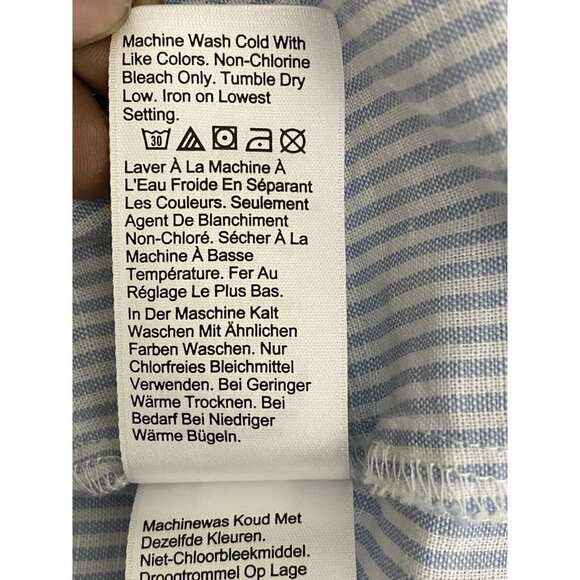 Machine Wash Cold With
Like Colors. Non-Chlorine
Bleach Only. Tumble Dry
Low. Iron on Lowest
Setting.
30
Laver À La Machine À
L'Eau Froide En Séparant
Les Couleurs. Seulement
Agent De Blanchiment
Non-Chloré. Sécher À La
Machine À Basse
Température. Fer Au
Réglage Le Plus Bas.
In Der Maschine Kalt
Waschen Mit Ähnlichen
Farben Waschen. Nur
Chlorfreies Bleichmittel
Verwenden. Bei Geringer
Wärme Trocknen. Bei
Bedarf Bei Niedriger
Wärme Bügeln.
Machinewas Koud Met
Dezelfde Kleuren.
Niet-Chloorbleekmiddel.
Droogtrommel Op Lage